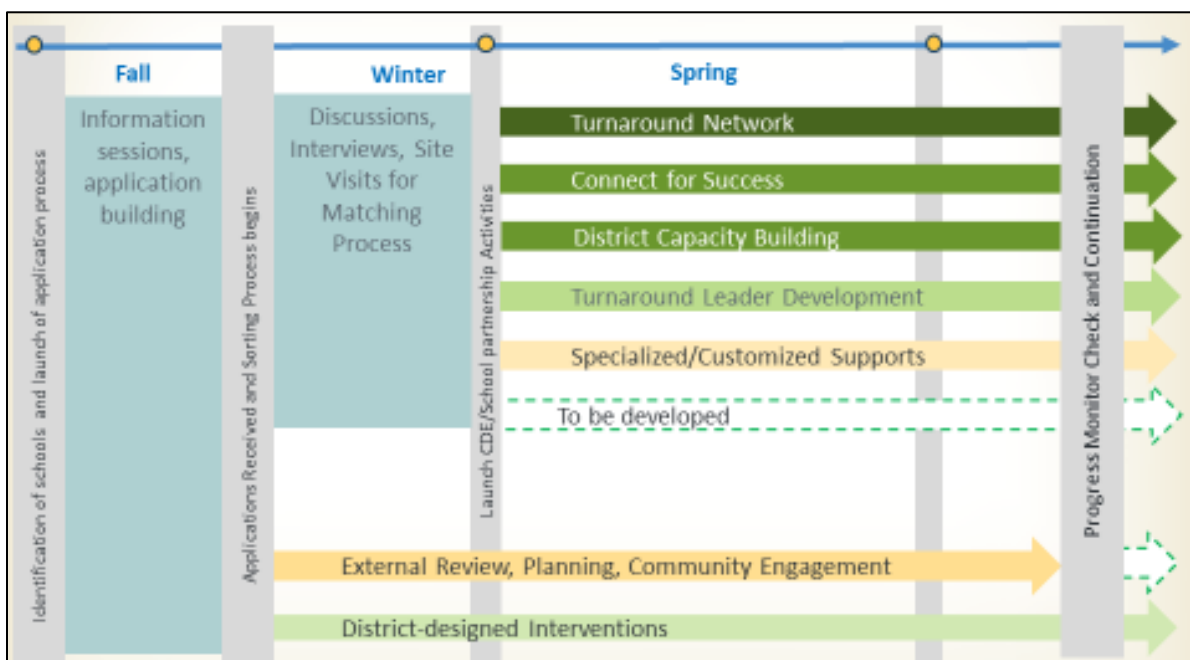 Fall
Winter
Spring
Identification of schools and launch of application process
Information
sessions,
application
building
Applications Received and Sorting Process begins
Discussions,
Interviews, Site
Visits for
Matching
Process
Launch CDE/School partnership Activities
Turnaround Network
Connect for Success
District Capacity Building
Turnaround Leader Development
Specialized/Customized Supports
To be developed
External Review, Planning, Community Engagement
District-designed Interventions
Progress Monitor Check and Continuation